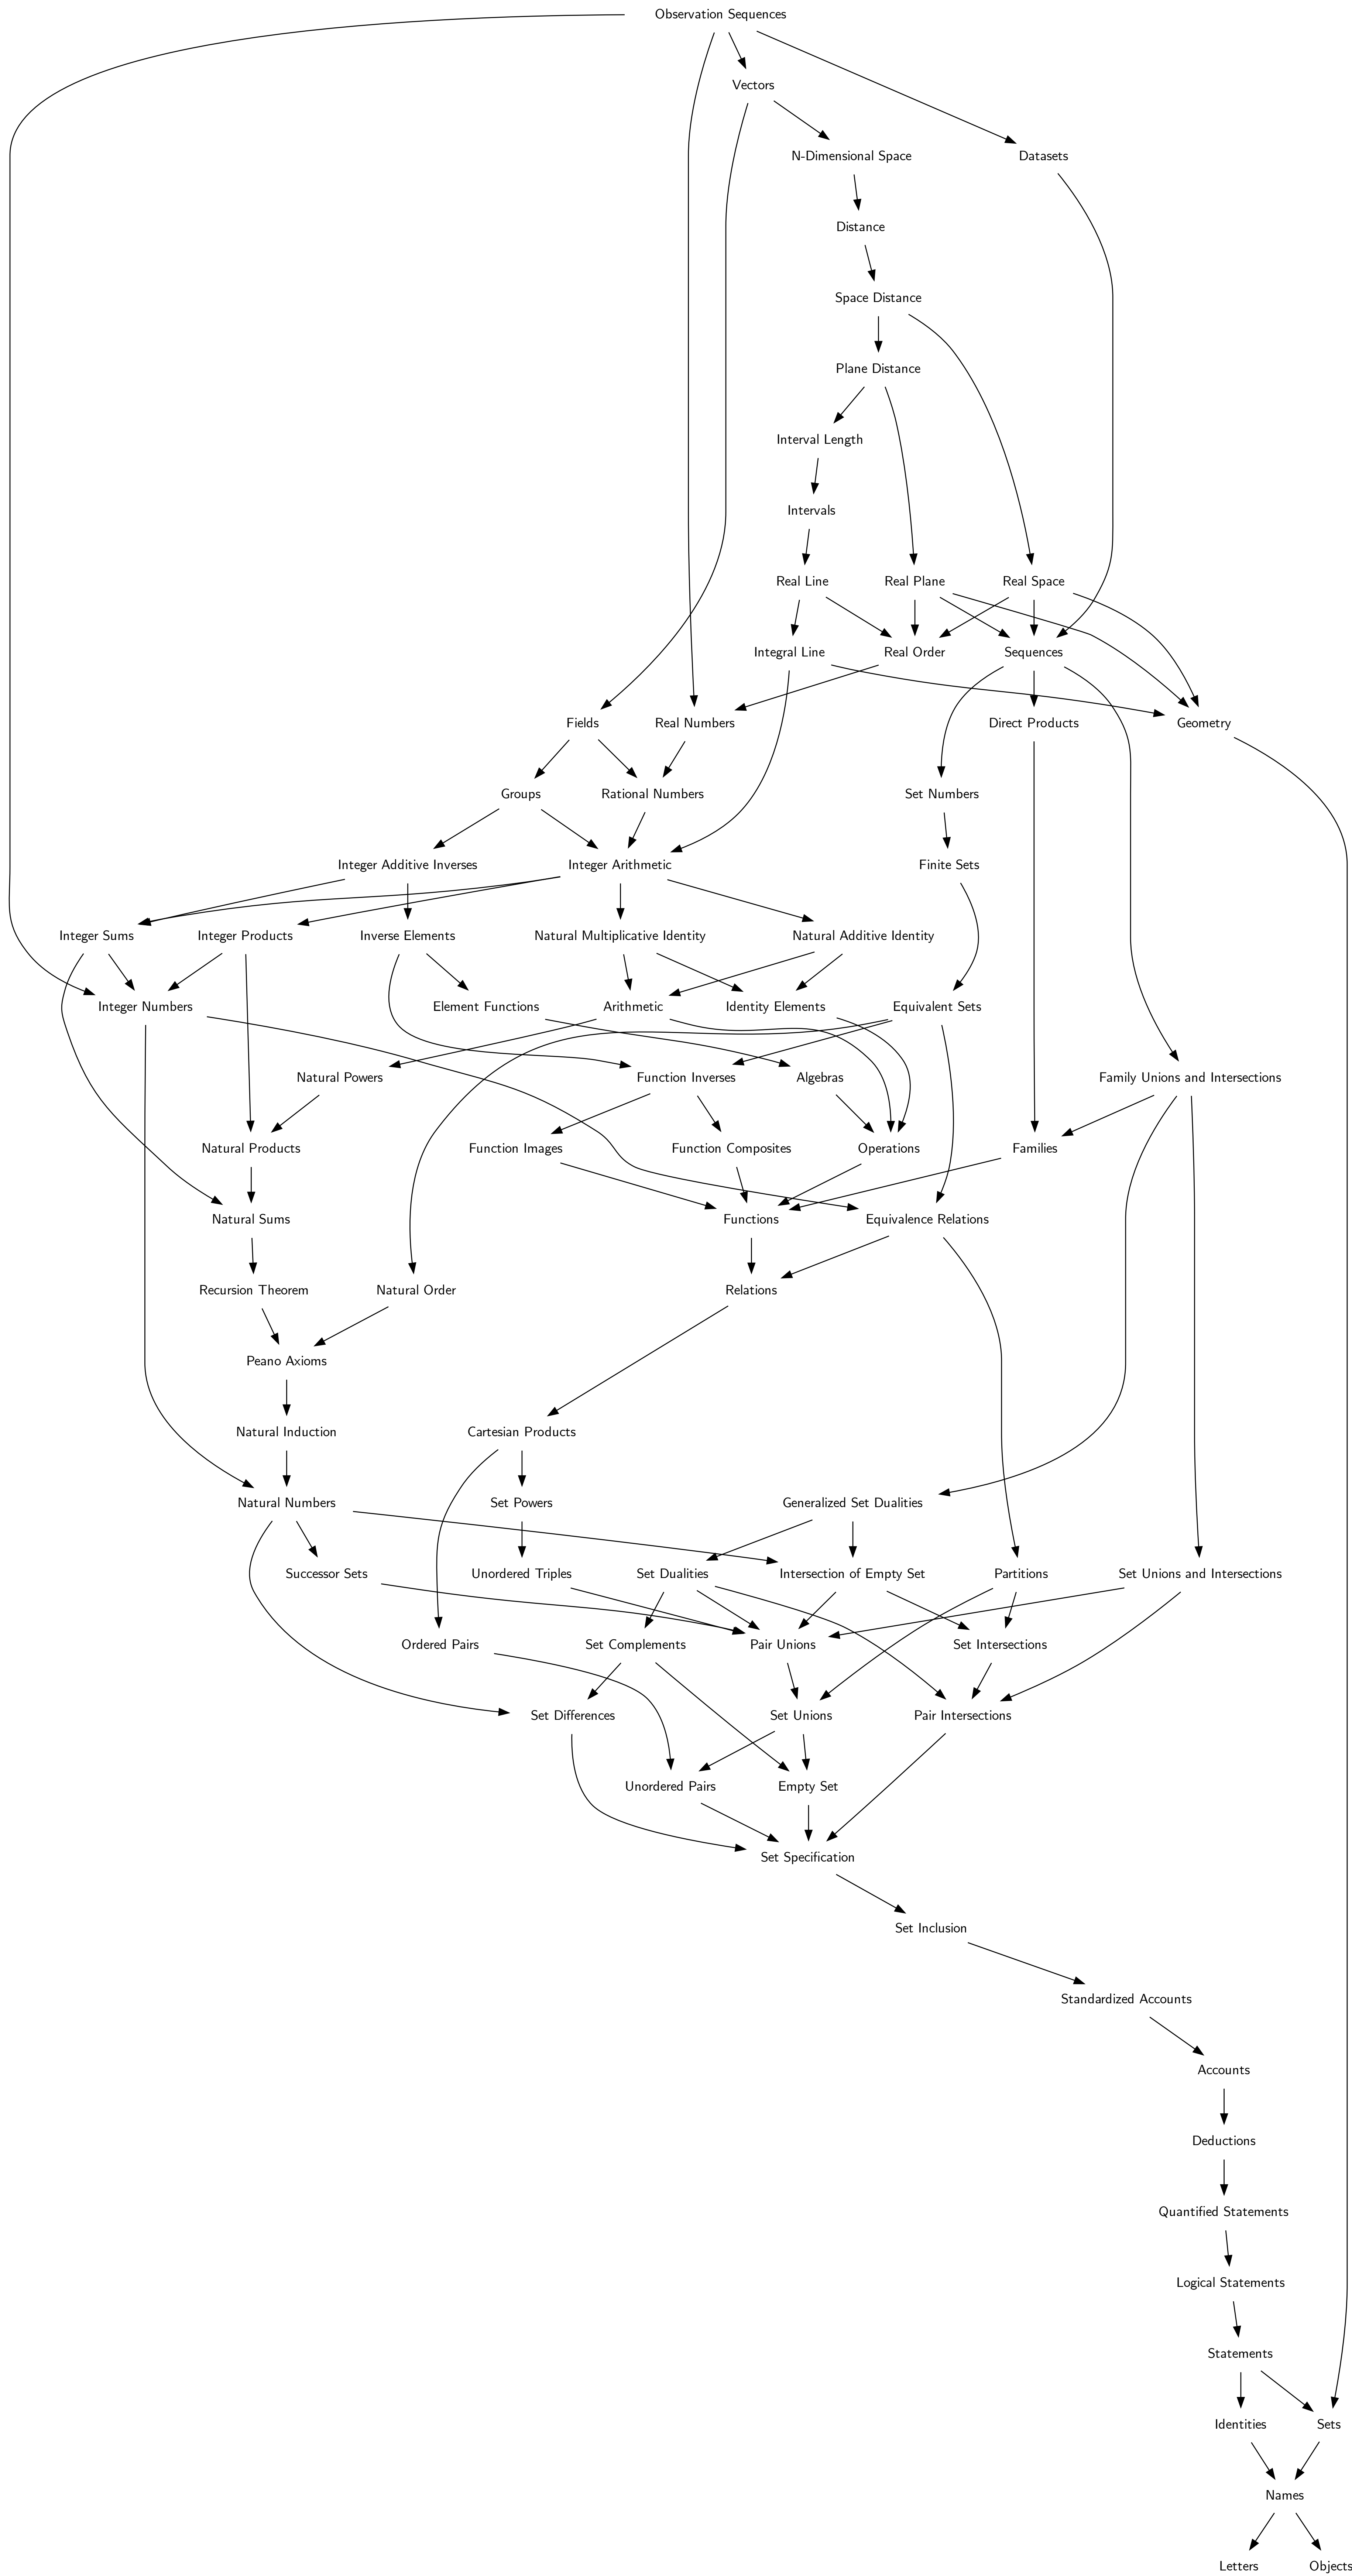 Observation Sequences
Vectors
N-Dimensional Space
Datasets
Distance
Space Distance
Plane Distance
Interval Length
Intervals
Real Line
Real Plane
Real Space
Integral Line
Real Order
Sequences
Fields
Real Numbers
Direct Products
Geometry
Groups
Rational Numbers
Set Numbers
Integer Additive Inverses
Integer Arithmetic
Finite Sets
Integer Sums
Integer Products
Inverse Elements
Natural Multiplicative Identity
Natural Additive Identity
Integer Numbers
Element Functions
Arithmetic
Identity Elements
Equivalent Sets
Natural Powers
Function Inverses
Algebras
Family Unions and Intersections
Natural Products
Function Images
Function Composites
Operations
Families
Natural Sums
Functions
Equivalence Relations
Recursion Theorem
Natural Order
Relations
Peano Axioms
Natural Induction
Cartesian Products
Natural Numbers
Set Powers
Generalized Set Dualities
Successor Sets
Unordered Triples
Set Dualities
Intersection of Empty Set
Partitions
Set Unions and Intersections
Ordered Pairs
Set Complements
Pair Unions
Set Intersections
Set Differences
Set Unions
Pair Intersections
Unordered Pairs
Empty Set
Set Specification
Set Inclusion
Standardized Accounts
Accounts
Deductions
Quantified Statements
Logical Statements
Statements
Identities
Sets
Names
Letters
Objects